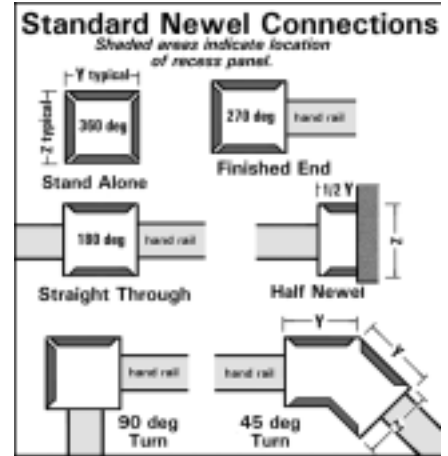 Standard Newel Connections
Shaded areas indicate location
of recess panel.
Y typical
Z typical
360 deg
Stand Alone
270 deg
hand rail
Finished End
180 deg
hand rail
Straight Through
1/2 Y
Z
Half Newel
hand rail
90 deg
Turn
Y
Y
Z
hand rail
45 deg
Turn